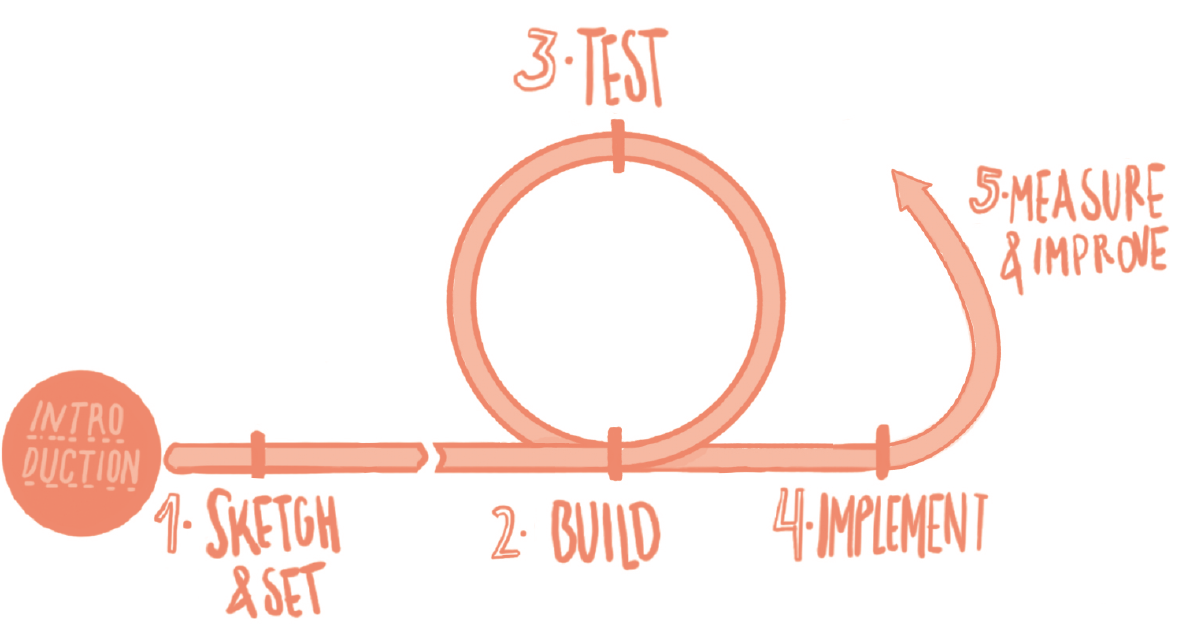 INTRO
DUCTION
1. SKETCH
& SET
2. BUILD
3. TEST
4. IMPLEMENT
5. MEASURE
& IMPROVE